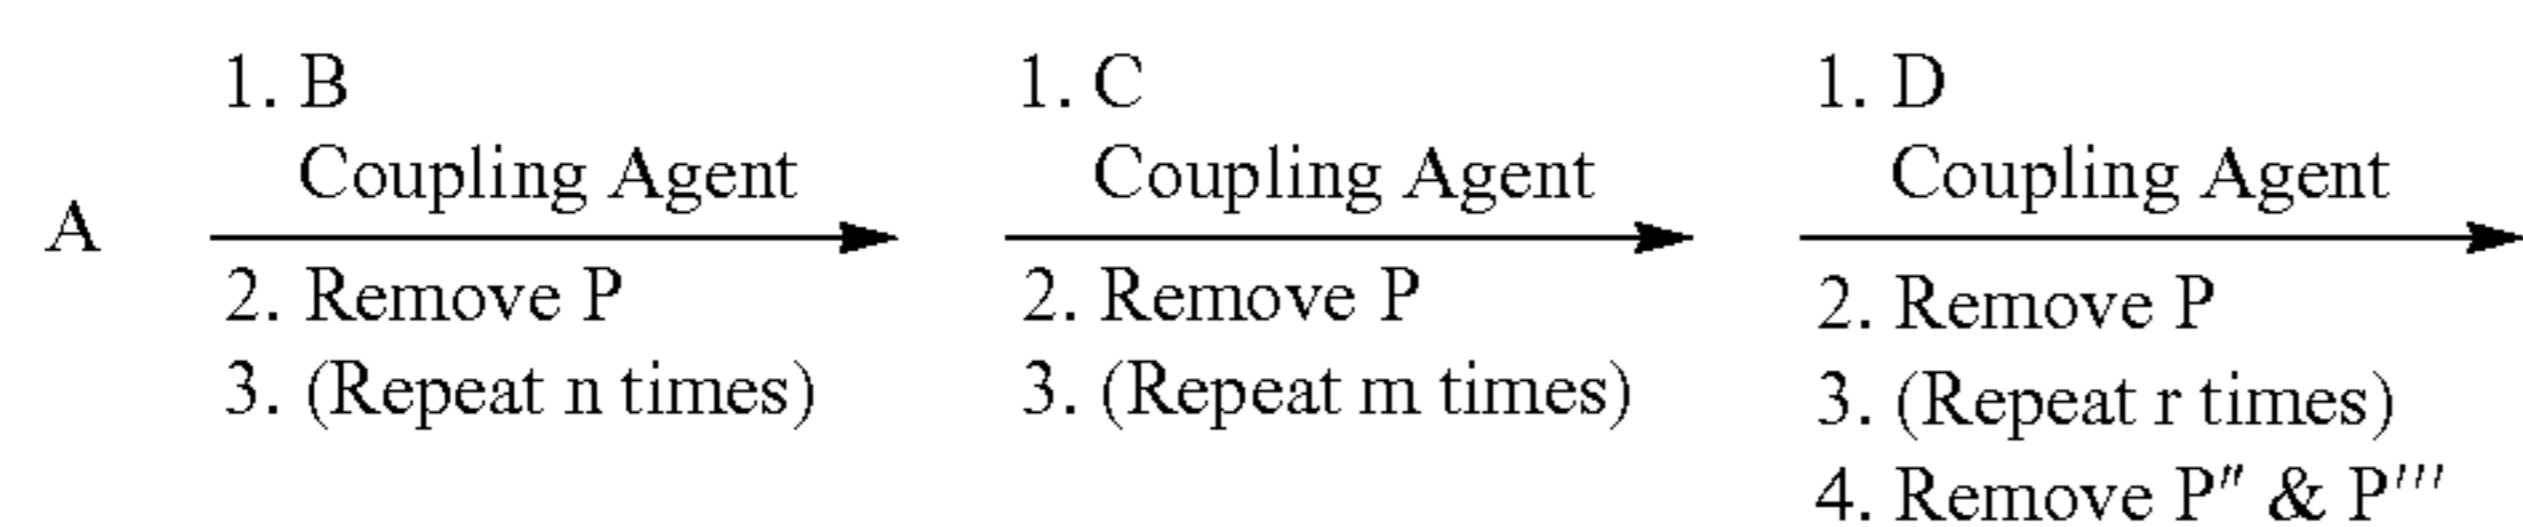 A
1. B
Coupling Agent
2. Remove P
3. (Repeat n times)
1. C
Coupling Agent
2. Remove P
3. (Repeat m times)
1. D
Coupling Agent
2. Remove P
3. (Repeat r times)
4. Remove P″ & P‴